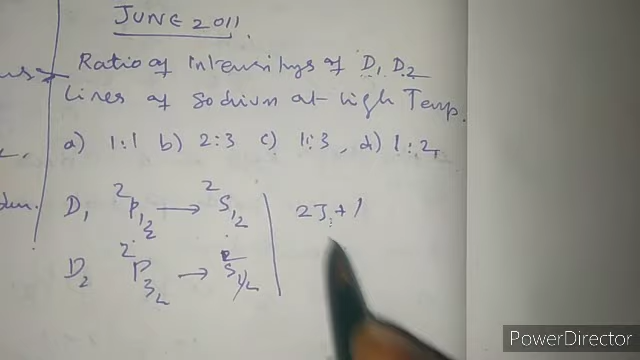 JUNE 2011
Ratio of Intensitys of D1 D2
Lines of Sodium at High Temp.
a) 1:1 b) 2:3 c) 1:3, d) 1:2,
D1 2P1/2 → 2S1/2 2J+1
D2 2P3/2 → 2S1/2
PowerDirector